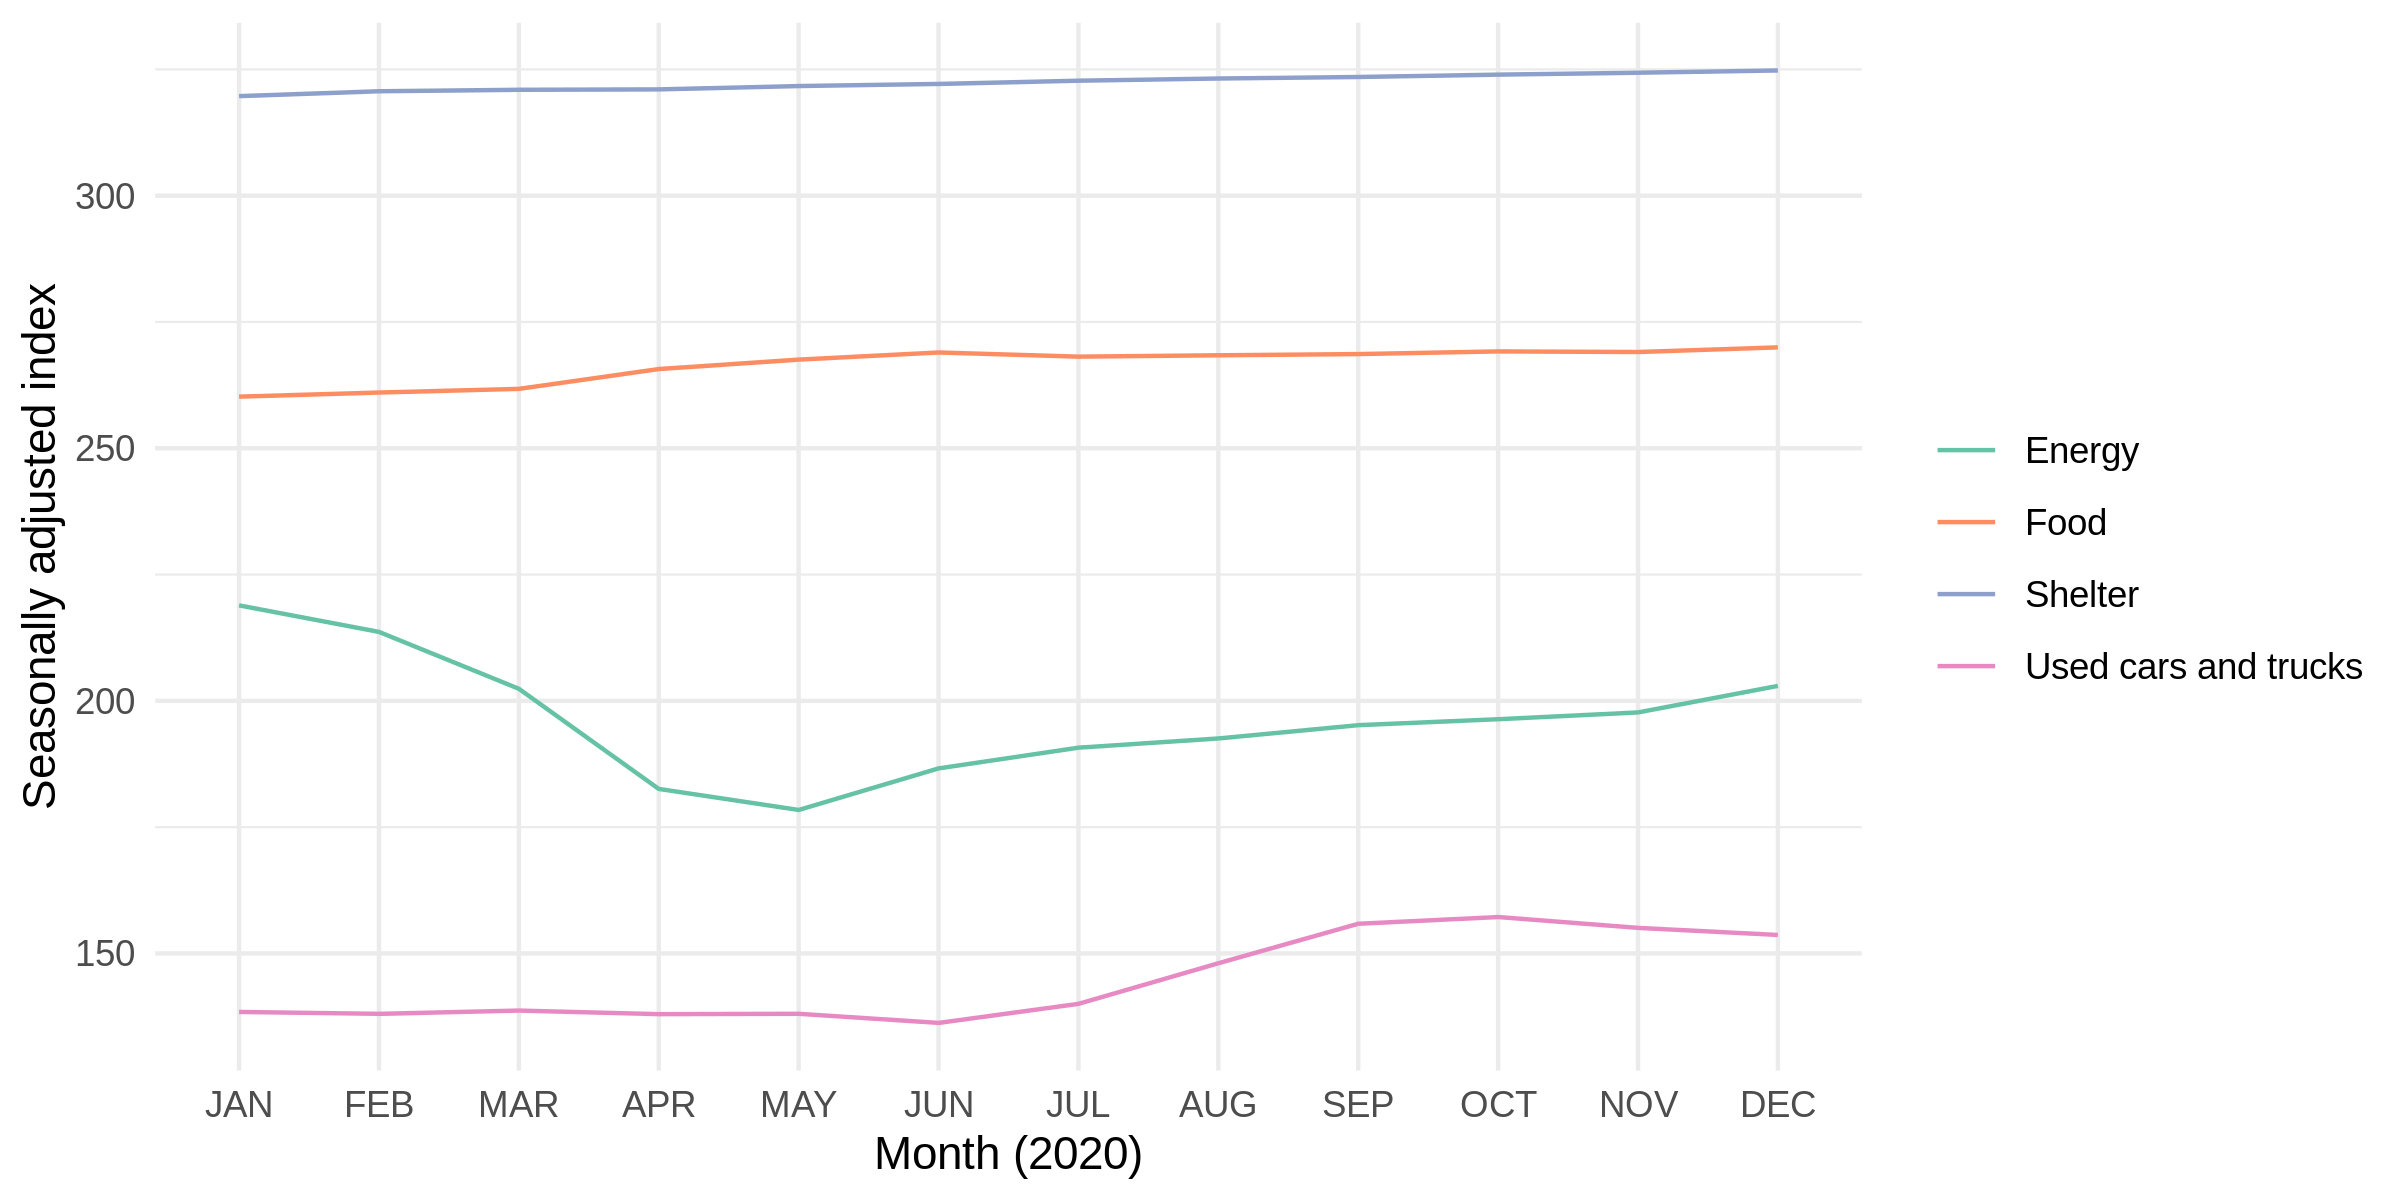 Seasonally adjusted index
300
250
200
150
JAN FEB MAR APR MAY JUN JUL AUG SEP OCT NOV DEC
Month (2020)
Energy
Food
Shelter
Used cars and trucks